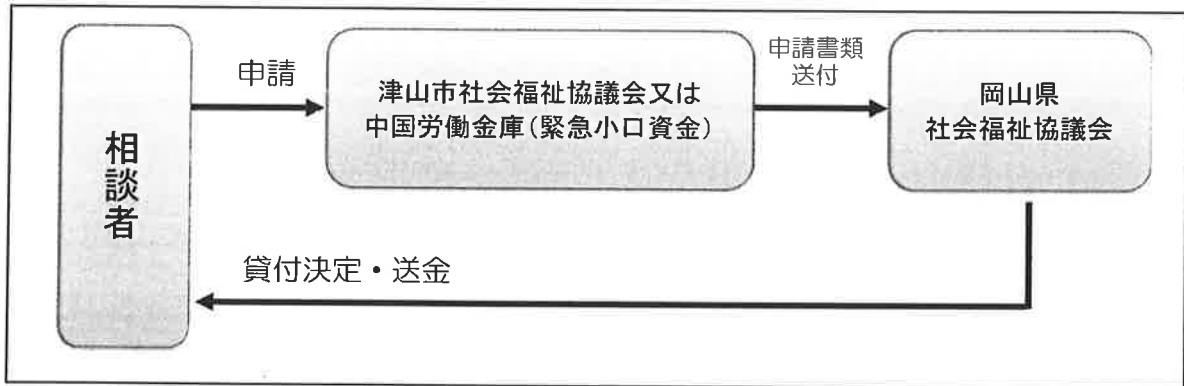 相談者
申請
津山市社会福祉協議会又は
中国労働金庫(緊急小口資金)
申請書類
送付
岡山県
社会福祉協議会
貸付決定・送金